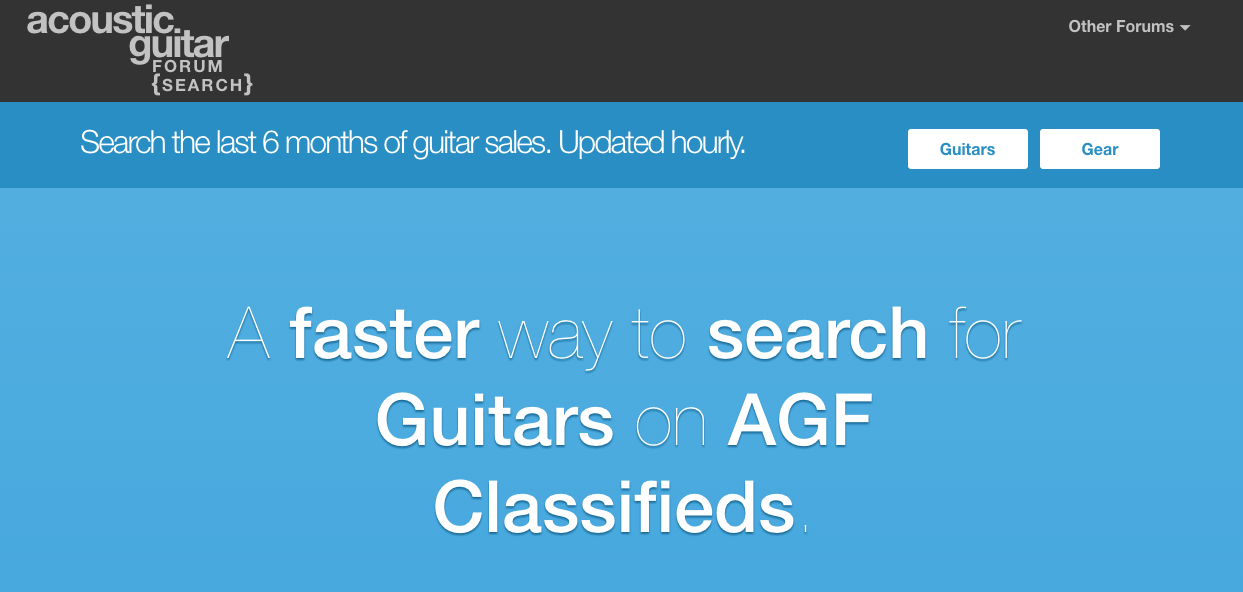 acoustic
guitar
FORUM
{SEARCH}
Other Forums
Search the last 6 months of guitar sales. Updated hourly.
Guitars
Gear
A faster way to search for
Guitars on AGF
Classifieds.